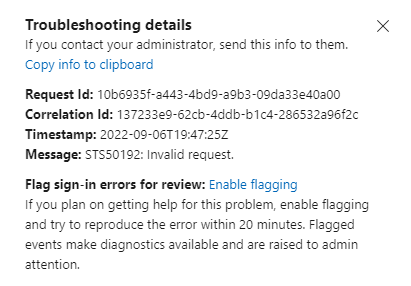 Troubleshooting details
If you contact your administrator, send this info to them.
Copy info to clipboard
Request Id: 10b6935f-a443-4bd9-a9b3-09da33e40a00
Correlation Id: 137233e9-62cb-4ddb-b1c4-286532a96f2c
Timestamp: 2022-09-06T19:47:25Z
Message: STS50192: Invalid request.
Flag sign-in errors for review: Enable flagging
If you plan on getting help for this problem, enable flagging
and try to reproduce the error within 20 minutes. Flagged
events make diagnostics available and are raised to admin
attention.